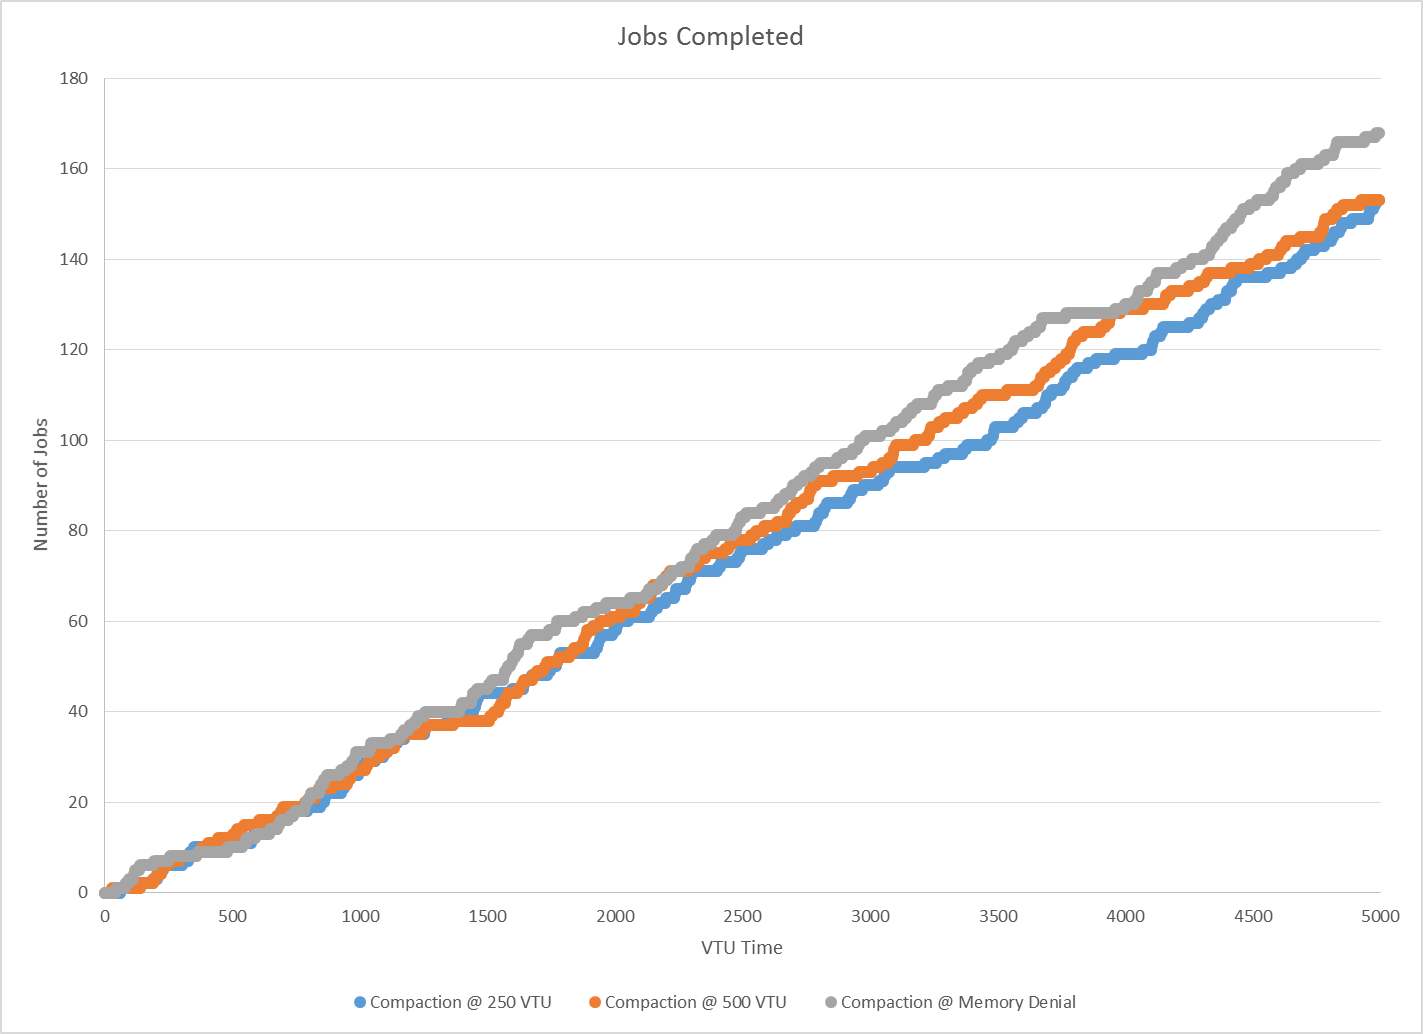 Jobs Completed
180
160
140
120
100
80
60
40
20
0
Number of Jobs
0 500 1000 1500 2000 2500 3000 3500 4000 4500 5000
VTU Time
Compaction @ 250 VTU Compaction @ 500 VTU Compaction @ Memory Denial